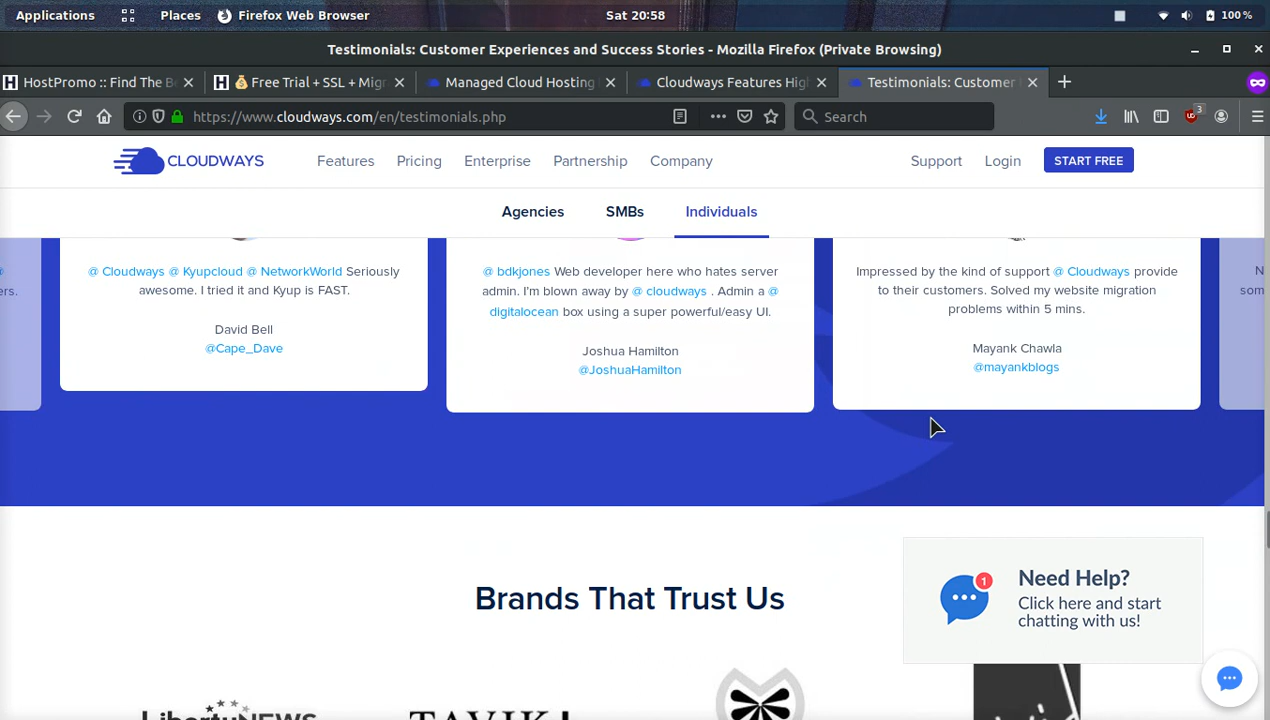 Applications Places Firefox Web Browser Sat 20:58 100 %
Testimonials: Customer Experiences and Success Stories - Mozilla Firefox (Private Browsing)
HostPromo :: Find The B Free Trial + SSL + Mig Managed Cloud Hosting Cloudways Features Hig Testimonials: Customer
https://www.cloudways.com/en/testimonials.php Search 3
CLOUDWAYS Features Pricing Enterprise Partnership Company Support Login START FREE
Agencies SMBs Individuals
@ Cloudways @ Kyupcloud @ NetworkWorld Seriously
awesome. I tried it and Kyup is FAST.
David Bell
@Cape_Dave
@ bdkjones Web developer here who hates server
admin. I'm blown away by @ cloudways . Admin a @
digitalocean box using a super powerful/easy UI.
Joshua Hamilton
@JoshuaHamilton
Impressed by the kind of support @ Cloudways provide
to their customers. Solved my website migration
problems within 5 mins.
Mayank Chawla
@mayankblogs
ers.
som
Brands That Trust Us
1
Need Help?
Click here and start
chatting with us!
LibertyNEWS